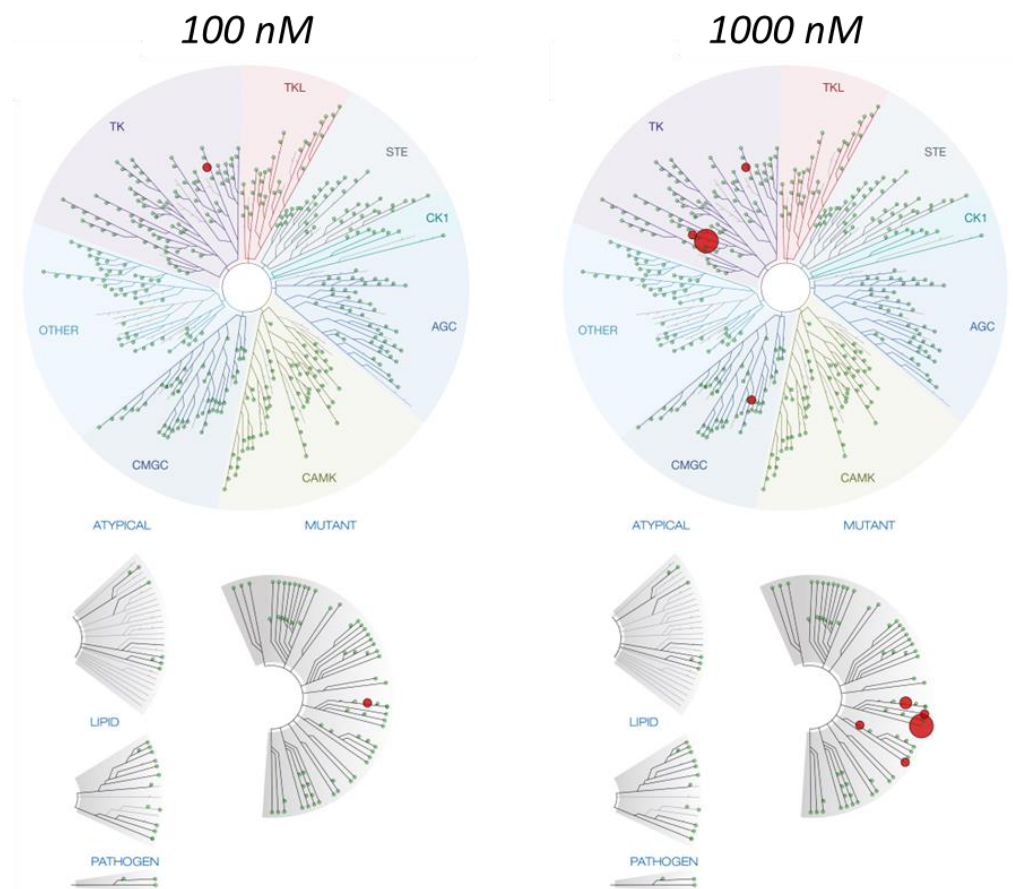 100 nM
TKL
TK
STE
CK1
AGC
OTHER
CMGC
CAMK
ATYPICAL
MUTANT
LIPID
PATHOGEN
1000 nM
TKL
TK
STE
CK1
AGC
OTHER
CMGC
CAMK
ATYPICAL
MUTANT
LIPID
PATHOGEN